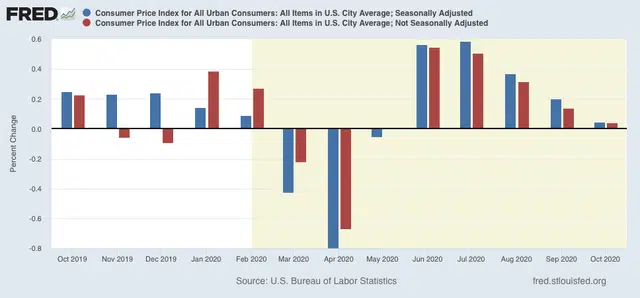 FRED
Consumer Price Index for All Urban Consumers: All Items in U.S. City Average; Seasonally Adjusted
Consumer Price Index for All Urban Consumers: All Items in U.S. City Average; Not Seasonally Adjusted
Percent Change
0.6
0.4
0.2
0.0
-0.2
-0.4
-0.6
-0.8
Oct 2019 Nov 2019 Dec 2019 Jan 2020 Feb 2020 Mar 2020 Apr 2020 May 2020 Jun 2020 Jul 2020 Aug 2020 Sep 2020 Oct 2020
Source: U.S. Bureau of Labor Statistics fred.stlouisfed.org